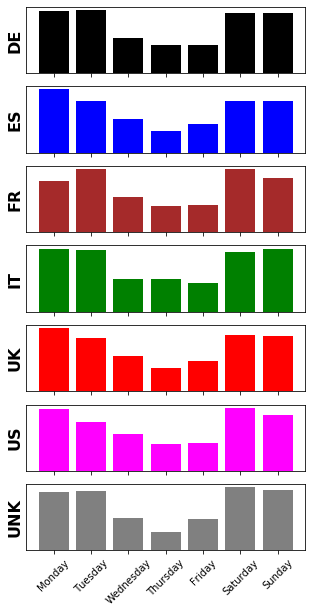 DE
ES
FR
IT
UK
US
UNK
Monday
Tuesday
Wednesday
Thursday
Friday
Saturday
Sunday